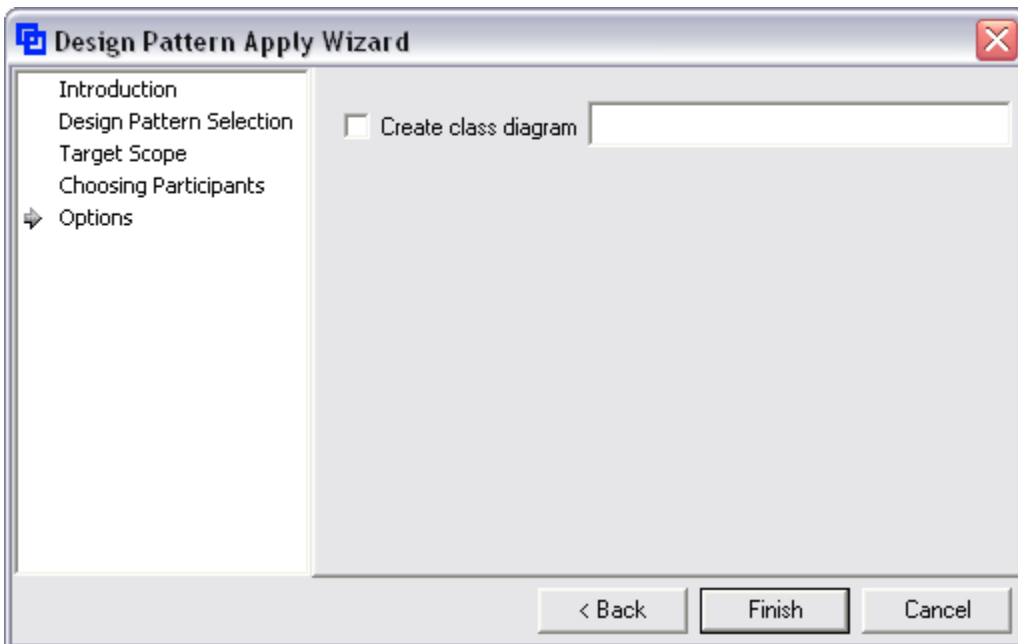 Design Pattern Apply Wizard
Introduction
Design Pattern Selection
Target Scope
Choosing Participants
Options
Create class diagram
< Back
Finish
Cancel